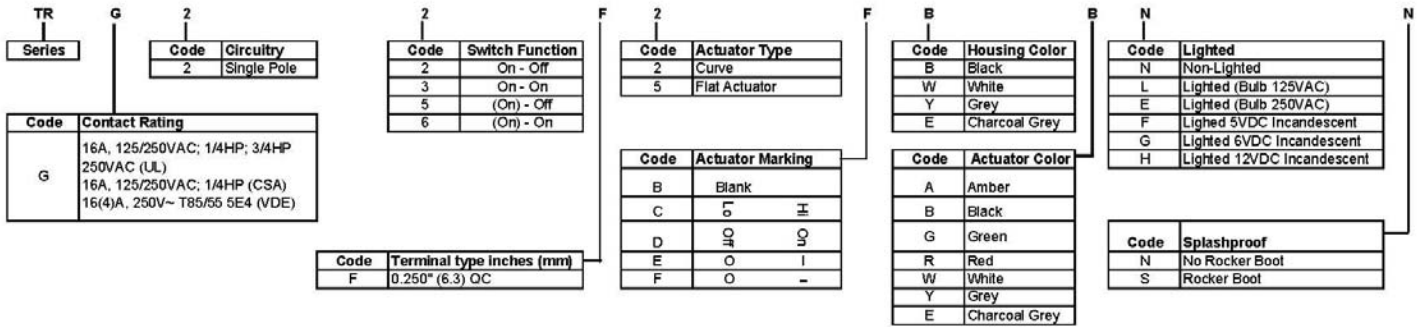 TR G 2 2 F 2 F B B N N
Series
Code Circuitry
2 Single Pole
Code Contact Rating
G
16A, 125/250VAC; 1/4HP; 3/4HP
250VAC (UL)
16A, 125/250VAC; 1/4HP (CSA)
16(4)A, 250V~ T85/55 5E4 (VDE)
Code Switch Function
2 On - Off
3 On - On
5 (On) - Off
6 (On) - On
Code Terminal type inches (mm)
F 0.250" (6.3) QC
Code Actuator Type
2 Curve
5 Flat Actuator
Code Actuator Marking
B Blank
C Lo Hi
D Off On
E O I
F O –
Code Housing Color
B Black
W White
Y Grey
E Charcoal Grey
Code Actuator Color
A Amber
B Black
G Green
R Red
W White
Y Grey
E Charcoal Grey
Code Lighted
N Non-Lighted
L Lighted (Bulb 125VAC)
E Lighted (Bulb 250VAC)
F Lighed 5VDC Incandescent
G Lighted 6VDC Incandescent
H Lighted 12VDC Incandescent
Code Splashproof
N No Rocker Boot
S Rocker Boot